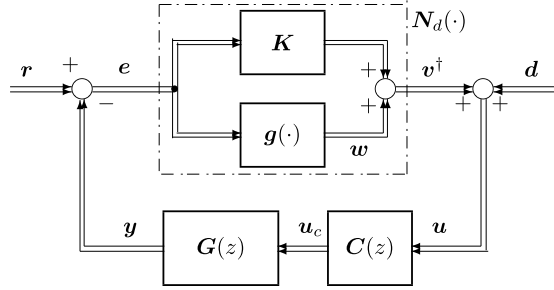 N_d(·)
K
r + e − + + v† + + d
g(·)
w
y G(z) u_c C(z) u